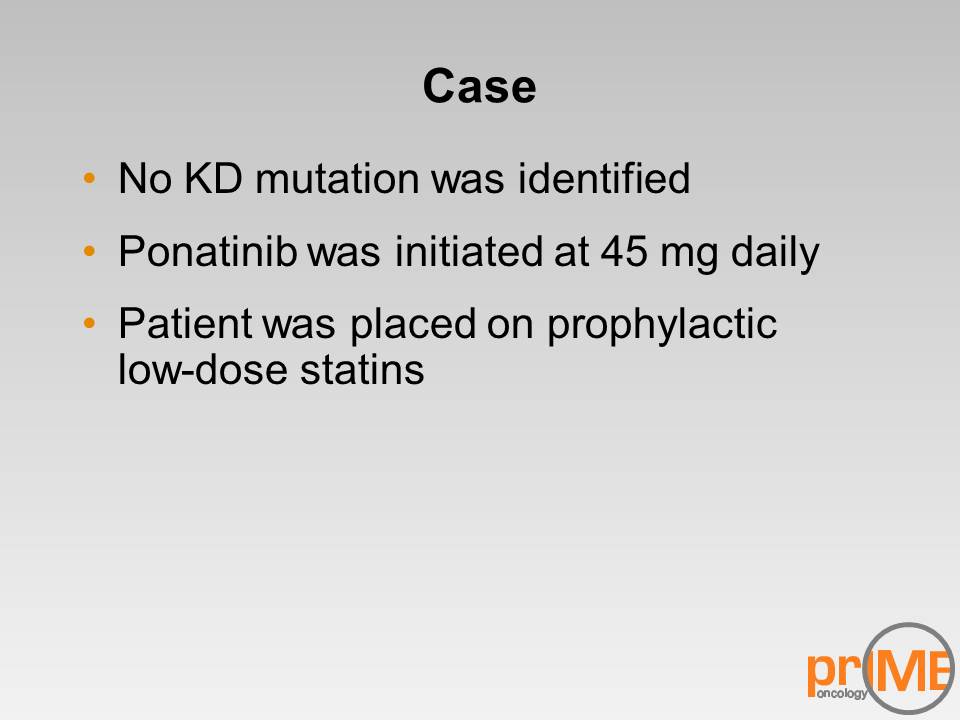 Case
• No KD mutation was identified
• Ponatinib was initiated at 45 mg daily
• Patient was placed on prophylactic
low-dose statins
prIME
oncology